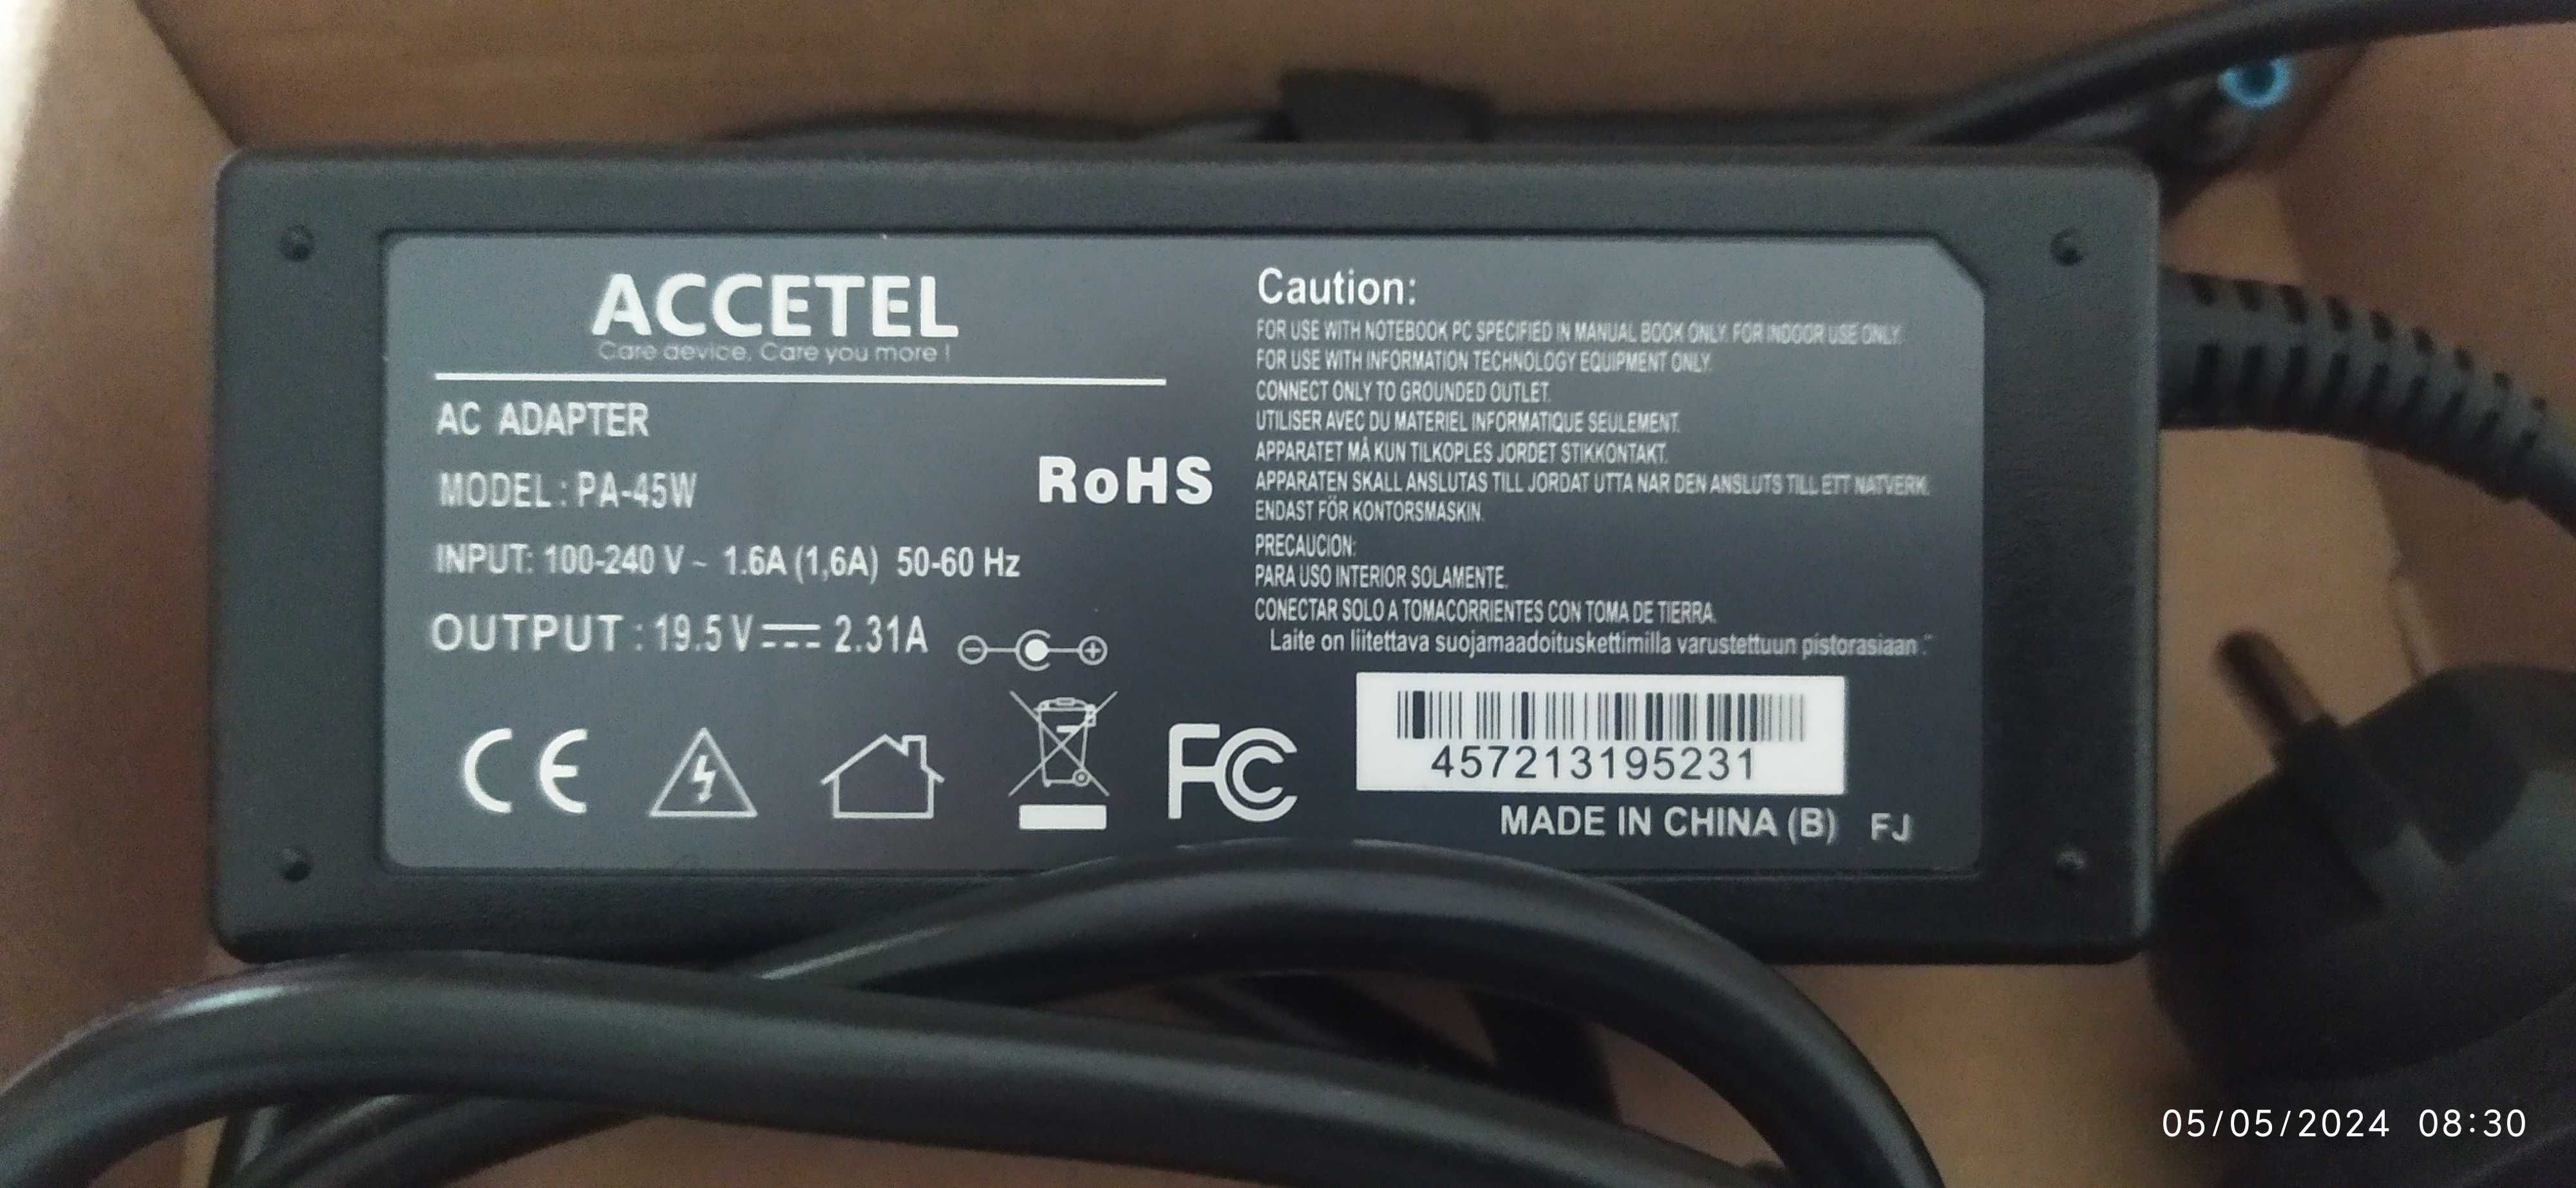 ACCETEL
Care device. Care you more !
AC ADAPTER
MODEL : PA-45W
INPUT: 100-240 V ~ 1.6A (1,6A) 50-60 Hz
OUTPUT : 19.5 V 2.31A
RoHS
CE
FC
Caution:
FOR USE WITH NOTEBOOK PC SPECIFIED IN MANUAL BOOK ONLY. FOR INDOOR USE ONLY.
FOR USE WITH INFORMATION TECHNOLOGY EQUIPMENT ONLY.
CONNECT ONLY TO GROUNDED OUTLET.
UTILISER AVEC DU MATERIEL INFORMATIQUE SEULEMENT.
APPARATET MÅ KUN TILKOPLES JORDET STIKKONTAKT.
APPARATEN SKALL ANSLUTAS TILL JORDAT UTTA NAR DEN ANSLUTS TILL ETT NATVERK.
ENDAST FÖR KONTORSMASKIN.
PRECAUCION:
PARA USO INTERIOR SOLAMENTE.
CONECTAR SOLO A TOMACORRIENTES CON TOMA DE TIERRA.
Laite on liitettava suojamaadoituskettimilla varustettuun pistorasiaan."
457213195231
MADE IN CHINA (B) FJ
05/05/2024 08:30